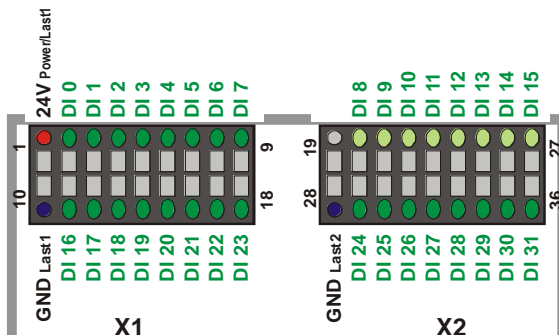 24V Power/Last1
DI 0
DI 1
DI 2
DI 3
DI 4
DI 5
DI 6
DI 7
DI 8
DI 9
DI 10
DI 11
DI 12
DI 13
DI 14
DI 15
1
9
19
27
10
18
28
36
GND Last1
DI 16
DI 17
DI 18
DI 19
DI 20
DI 21
DI 22
DI 23
GND Last2
DI 24
DI 25
DI 26
DI 27
DI 28
DI 29
DI 30
DI 31
X1
X2